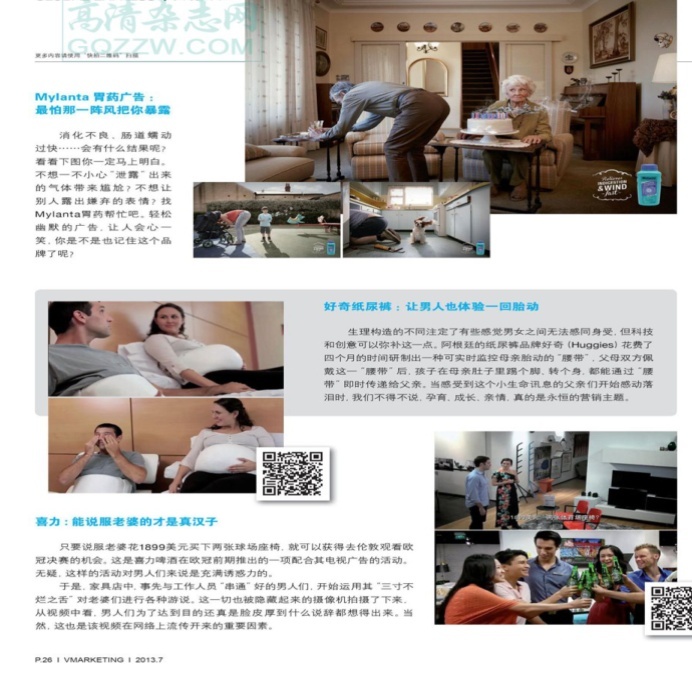 高清杂志网
GOZZW.COM
更多内容请使用“快拍二维码”扫描
Mylanta 胃药广告：
最怕那一阵风把你暴露
消化不良，肠道蠕动
过快……会有什么结果呢?
看看下图你一定马上明白。
不想一不小心“泄露”出来
的气体带来尴尬? 不想让
别人露出嫌弃的表情? 找
Mylanta胃药帮忙吧。轻松
幽默的广告，让人会心一
笑，你是不是也记住这个品
牌了呢?
INDIGESTION
& WIND
fast
好奇纸尿裤：让男人也体验一回胎动
生理构造的不同注定了有些感觉男女之间无法感同身受，但科技
和创意可以弥补这一点。阿根廷的纸尿裤品牌好奇 (Huggies) 花费了
四个月的时间研制出一种可实时监控母亲胎动的“腰带”，父母双方佩
戴这一“腰带”后，孩子在母亲肚子里踢个脚、转个身，都能通过“腰
带”即时传递给父亲。当感受到这个小生命讯息的父亲们开始感动落
泪时，我们不得不说，孕育，成长，亲情，真的是永恒的营销主题。
喜力：能说服老婆的才是真汉子
只要说服老婆花1899美元买下两张球场座椅，就可以获得去伦敦观看欧
冠决赛的机会。这是喜力啤酒在欧冠前期推出的一项配合其电视广告的活动。
无疑，这样的活动对男人们来说是充满诱惑力的。
于是，家具店中，事先与工作人员“串通”好的男人们，开始运用其“三寸不
烂之舌”对老婆们进行各种游说。这一切也被隐藏起来的摄像机拍摄了下来，
从视频中看，男人们为了达到目的还真是脸皮厚到什么说辞都想得出来。当
然，这也是该视频在网络上流传开来的重要因素。
P.26 I VMARKETING I 2013.7